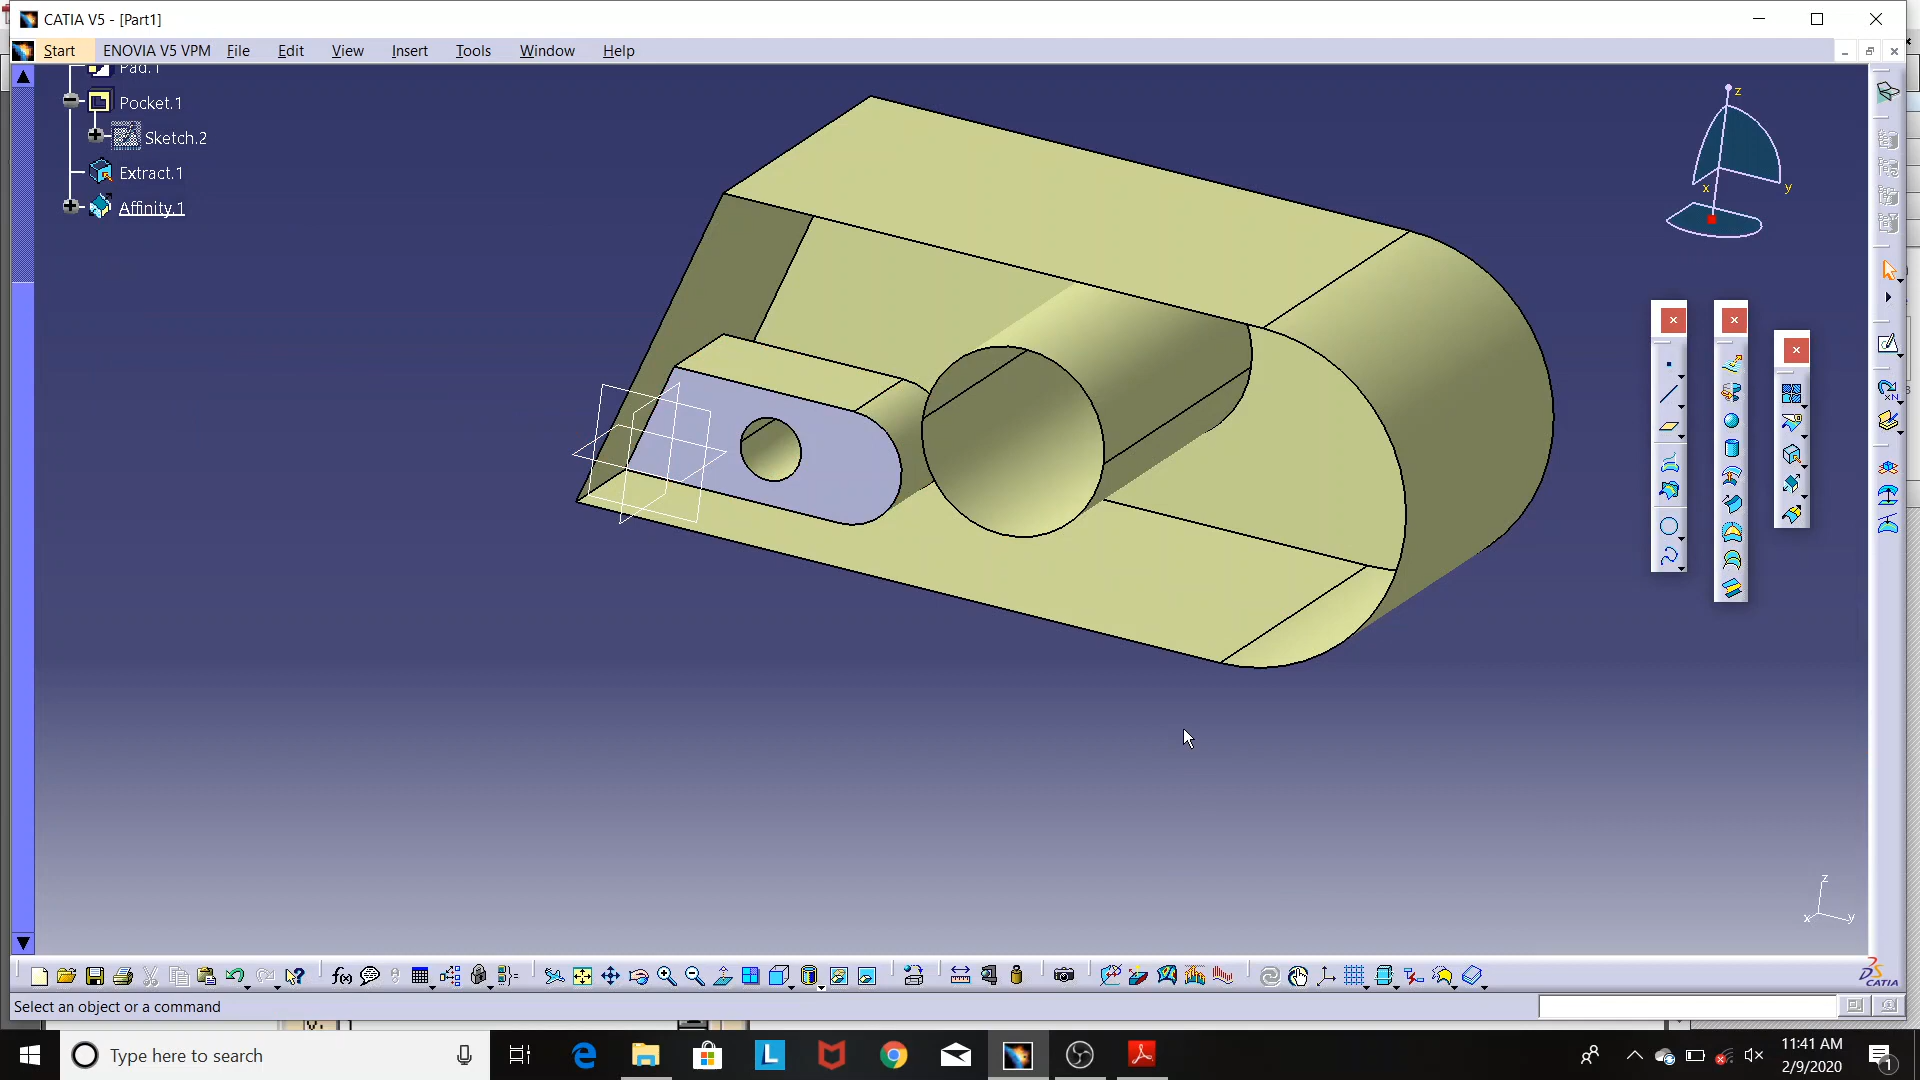 CATIA V5 - [Part1]
Start ENOVIA V5 VPM File Edit View Insert Tools Window Help
Pad.1
Pocket.1
Sketch.2
Extract.1
Affinity.1
z
x
y
z
x
y
CATIA
Select an object or a command
Type here to search
11:41 AM
2/9/2020
1